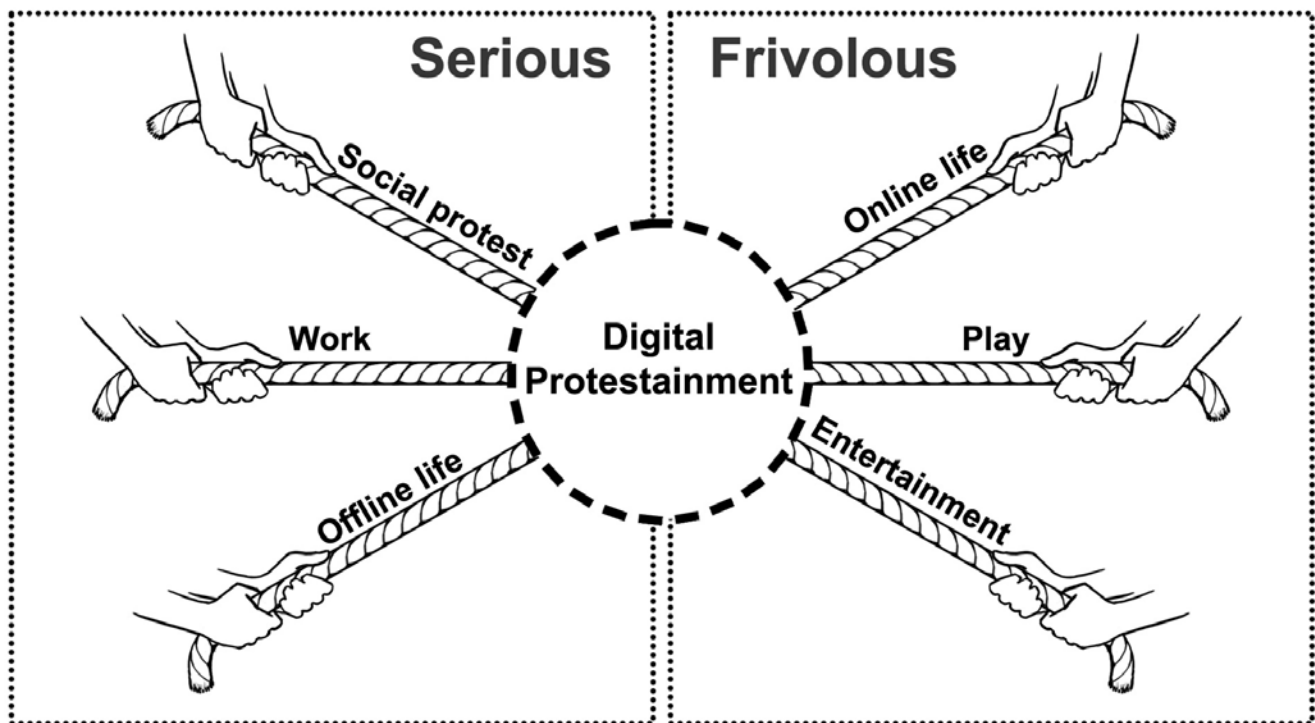 Serious
Frivolous
Social protest
Online life
Work
Digital
Protestainment
Play
Offline life
Entertainment